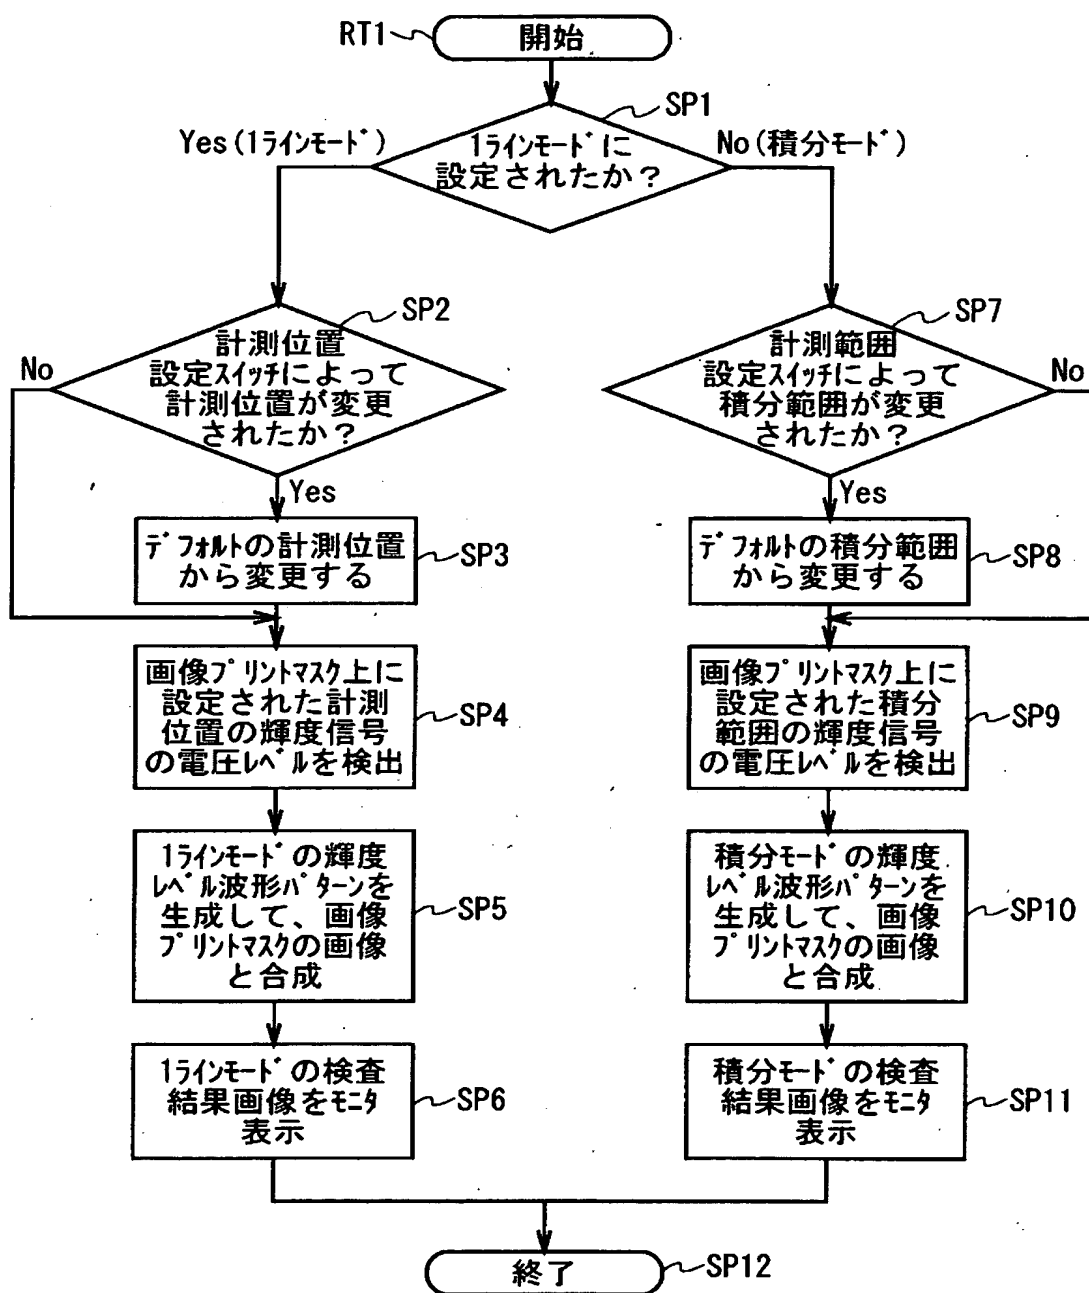 RT1
開始
SP1
1ラインモードに
設定されたか？
Yes(1ラインモード)
No(積分モード)
SP2
計測位置
設定スイッチによって
計測位置が変更
されたか？
No
Yes
SP3
デフォルトの計測位置
から変更する
SP4
画像プリントマスク上に
設定された計測
位置の輝度信号
の電圧レベルを検出
SP5
1ラインモードの輝度
レベル波形パターンを
生成して、画像
プリントマスクの画像
と合成
SP6
1ラインモードの検査
結果画像をモニタ
表示
SP7
計測範囲
設定スイッチによって
積分範囲が変更
されたか？
No
Yes
SP8
デフォルトの積分範囲
から変更する
SP9
画像プリントマスク上に
設定された積分
範囲の輝度信号
の電圧レベルを検出
SP10
積分モードの輝度
レベル波形パターンを
生成して、画像
プリントマスクの画像
と合成
SP11
積分モードの検査
結果画像をモニタ
表示
終了
SP12